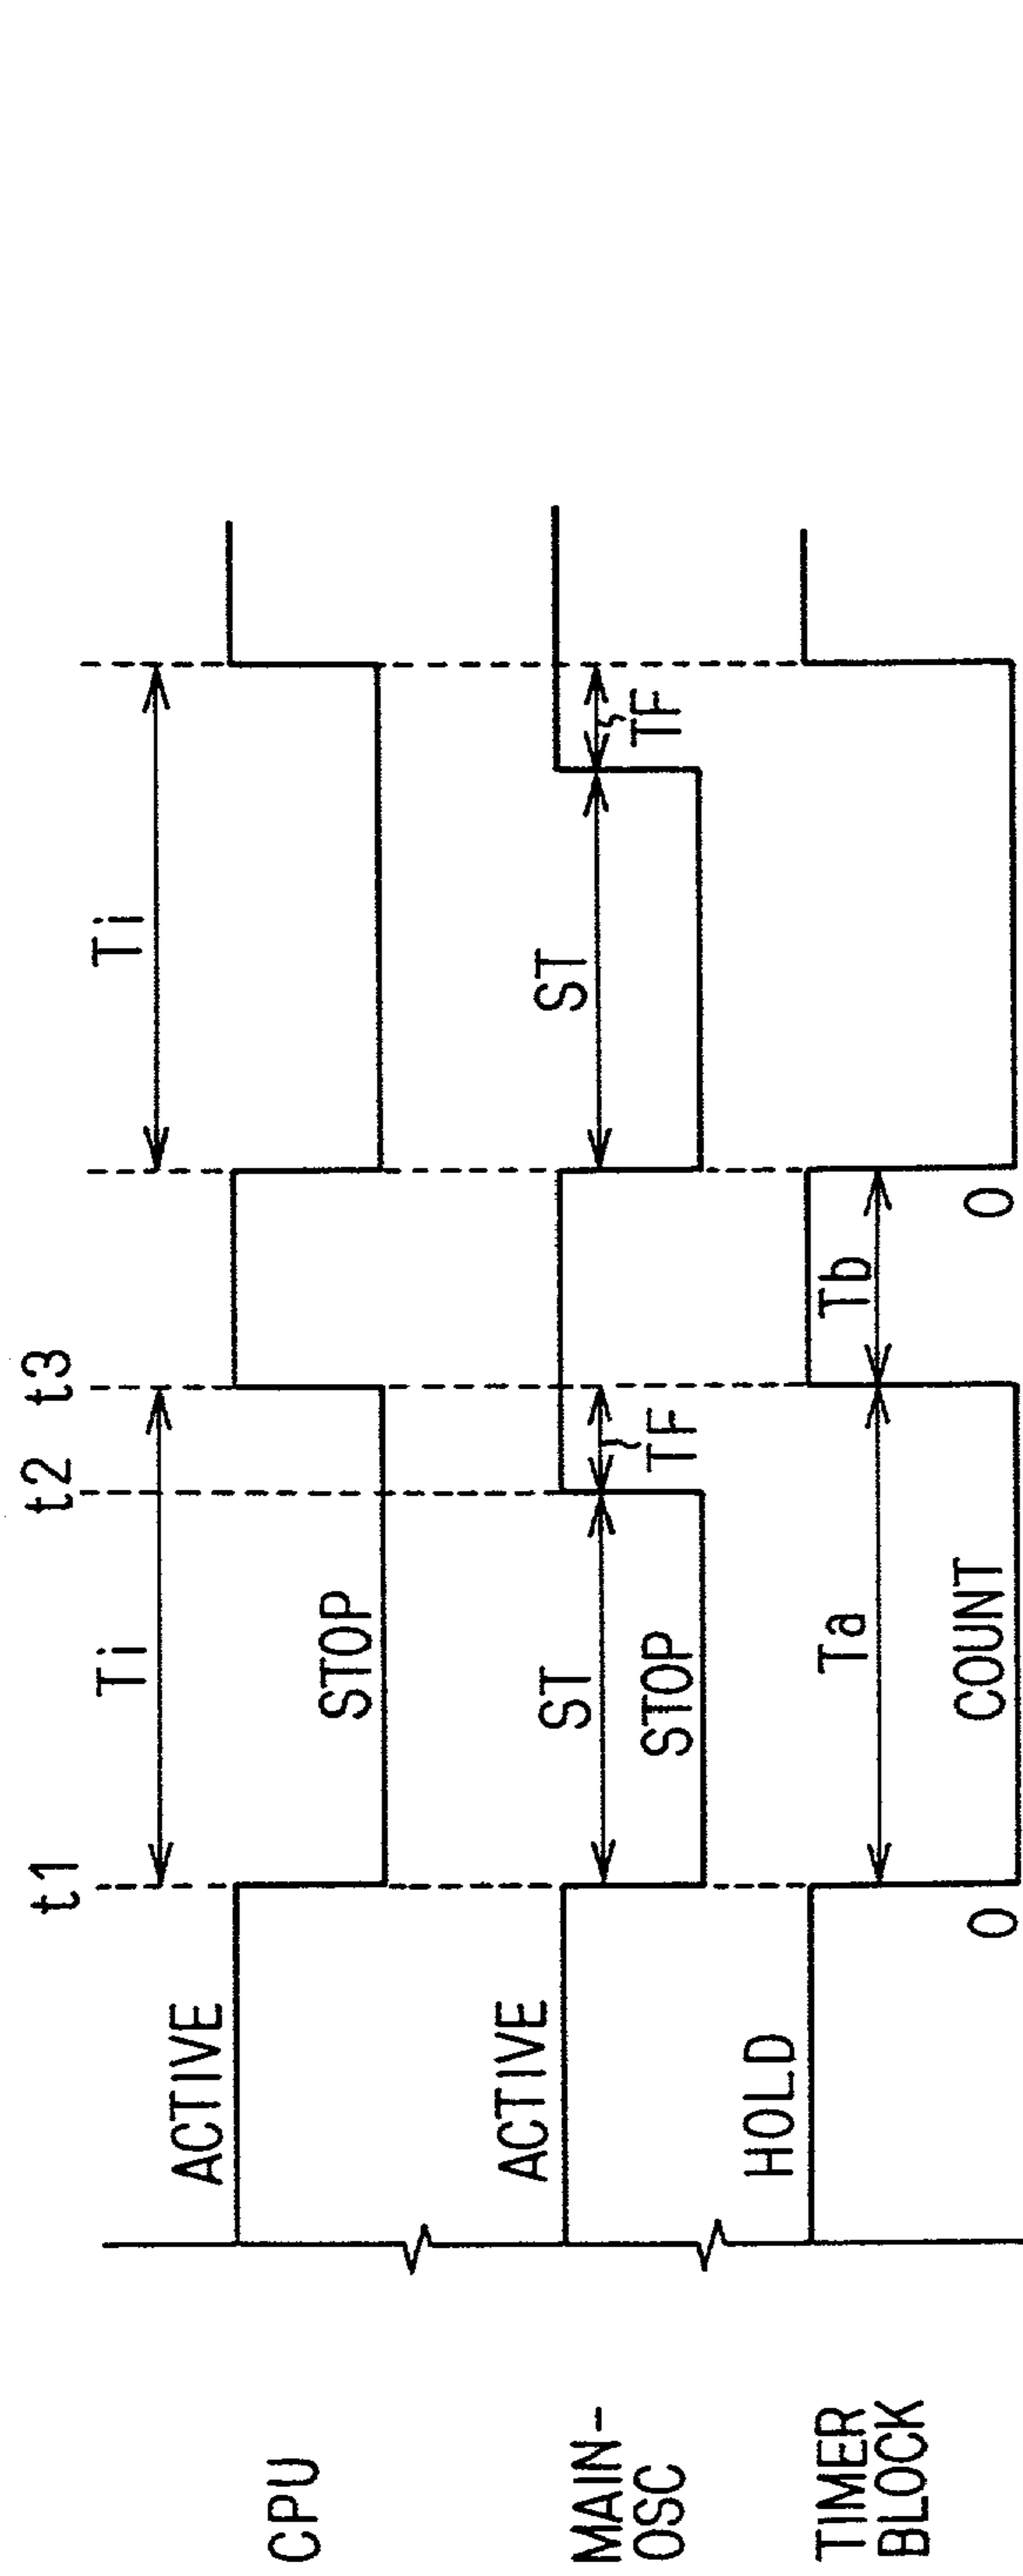 t1
t2
t3
Ti
Ti
CPU
ACTIVE
STOP
MAIN-
OSC
ACTIVE
ST
STOP
TF
ST
TF
TIMER
BLOCK
HOLD
Ta
Tb
0
COUNT
0